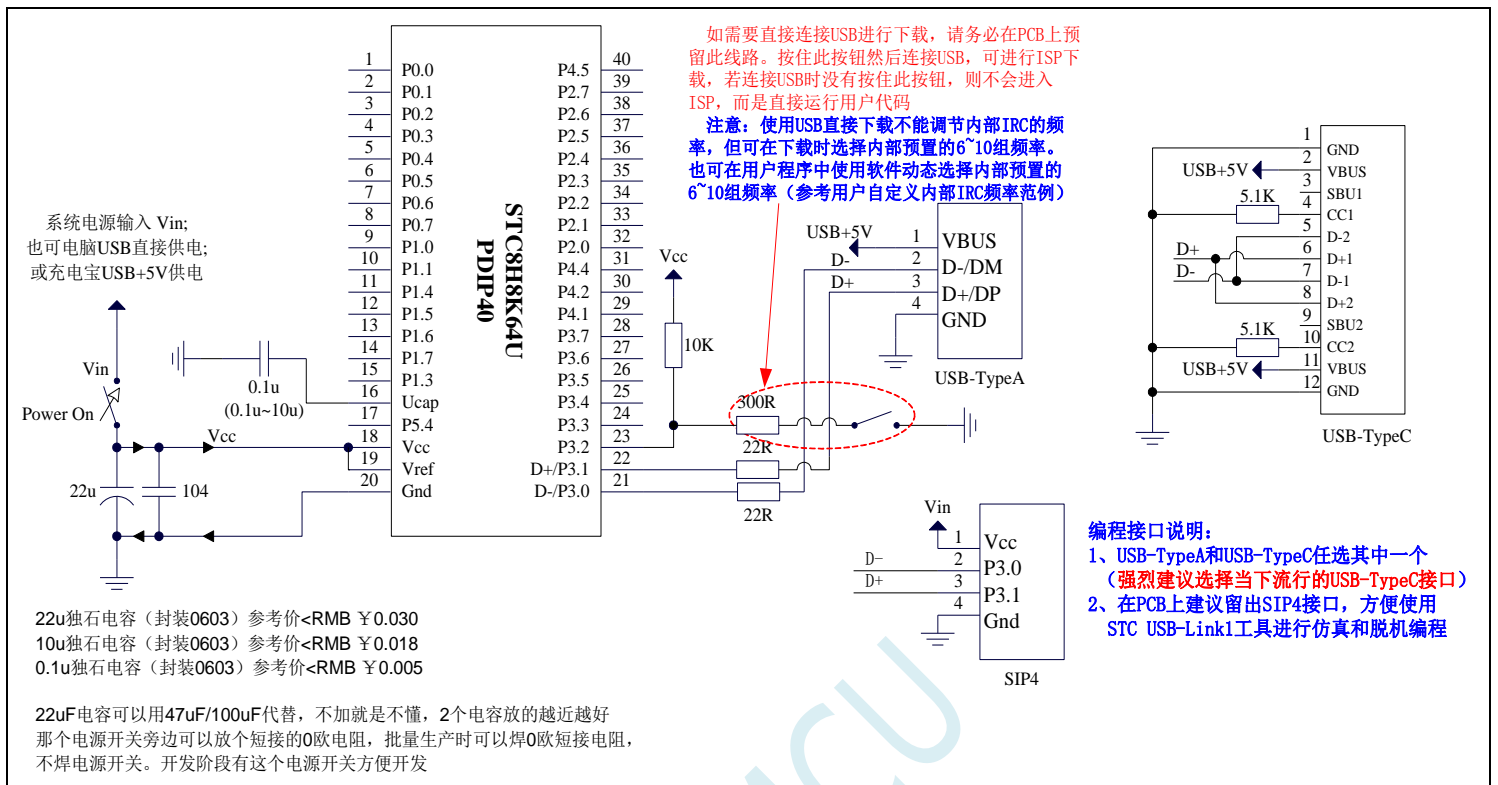 如需要直接连接USB进行下载，请务必在PCB上预
留此线路。按住此按钮然后连接USB，可进行ISP下
载，若连接USB时没有按住此按钮，则不会进入
ISP，而是直接运行用户代码
注意：使用USB直接下载不能调节内部IRC的频
率，但可在下载时选择内部预置的6~10组频率。
也可在用户程序中使用软件动态选择内部预置的
6~10组频率（参考用户自定义内部IRC频率范例）
系统电源输入 Vin;
也可电脑USB直接供电;
或充电宝USB+5V供电
Vin
Power On
22u
104
Vcc
0.1u
(0.1u~10u)
STC8H8K64U
PDIP40
1 P0.0
2 P0.1
3 P0.2
4 P0.3
5 P0.4
6 P0.5
7 P0.6
8 P0.7
9 P1.0
10 P1.1
11 P1.4
12 P1.5
13 P1.6
14 P1.7
15 P1.3
16 Ucap
17 P5.4
18 Vcc
19 Vref
20 Gnd
P4.5 40
P2.7 39
P2.6 38
P2.5 37
P2.4 36
P2.3 35
P2.2 34
P2.1 33
P2.0 32
P4.4 31
P4.2 30
P4.1 29
P3.7 28
P3.6 27
P3.5 26
P3.4 25
P3.3 24
P3.2 23
D+/P3.1 22
D-/P3.0 21
Vcc
10K
300R
22R
22R
USB+5V
D-
D+
1 VBUS
2 D-/DM
3 D+/DP
4 GND
USB-TypeA
Vin
D-
D+
1 Vcc
2 P3.0
3 P3.1
4 Gnd
SIP4
USB+5V
5.1K
D+
D-
5.1K
USB+5V
1 GND
2 VBUS
3 SBU1
4 CC1
5 D-2
6 D+1
7 D-1
8 D+2
9 SBU2
10 CC2
11 VBUS
12 GND
USB-TypeC
编程接口说明：
1、USB-TypeA和USB-TypeC任选其中一个
（强烈建议选择当下流行的USB-TypeC接口）
2、在PCB上建议留出SIP4接口，方便使用
STC USB-Link1工具进行仿真和脱机编程
22u独石电容（封装0603）参考价<RMB ￥0.030
10u独石电容（封装0603）参考价<RMB ￥0.018
0.1u独石电容（封装0603）参考价<RMB ￥0.005
22uF电容可以用47uF/100uF代替，不加就是不懂，2个电容放的越近越好
那个电源开关旁边可以放个短接的0欧电阻，批量生产时可以焊0欧短接电阻，
不焊电源开关。开发阶段有这个电源开关方便开发
MCU